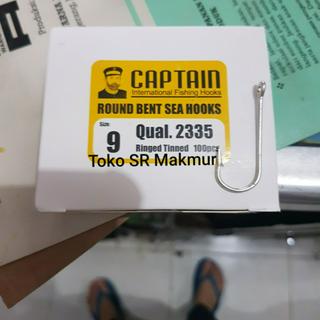 CAPTAIN
International Fishing Hooks
ROUND BENT SEA HOOKS
Size
9
Qual. 2335
Ringed Tinned 100pcs
Toko SR Makmur